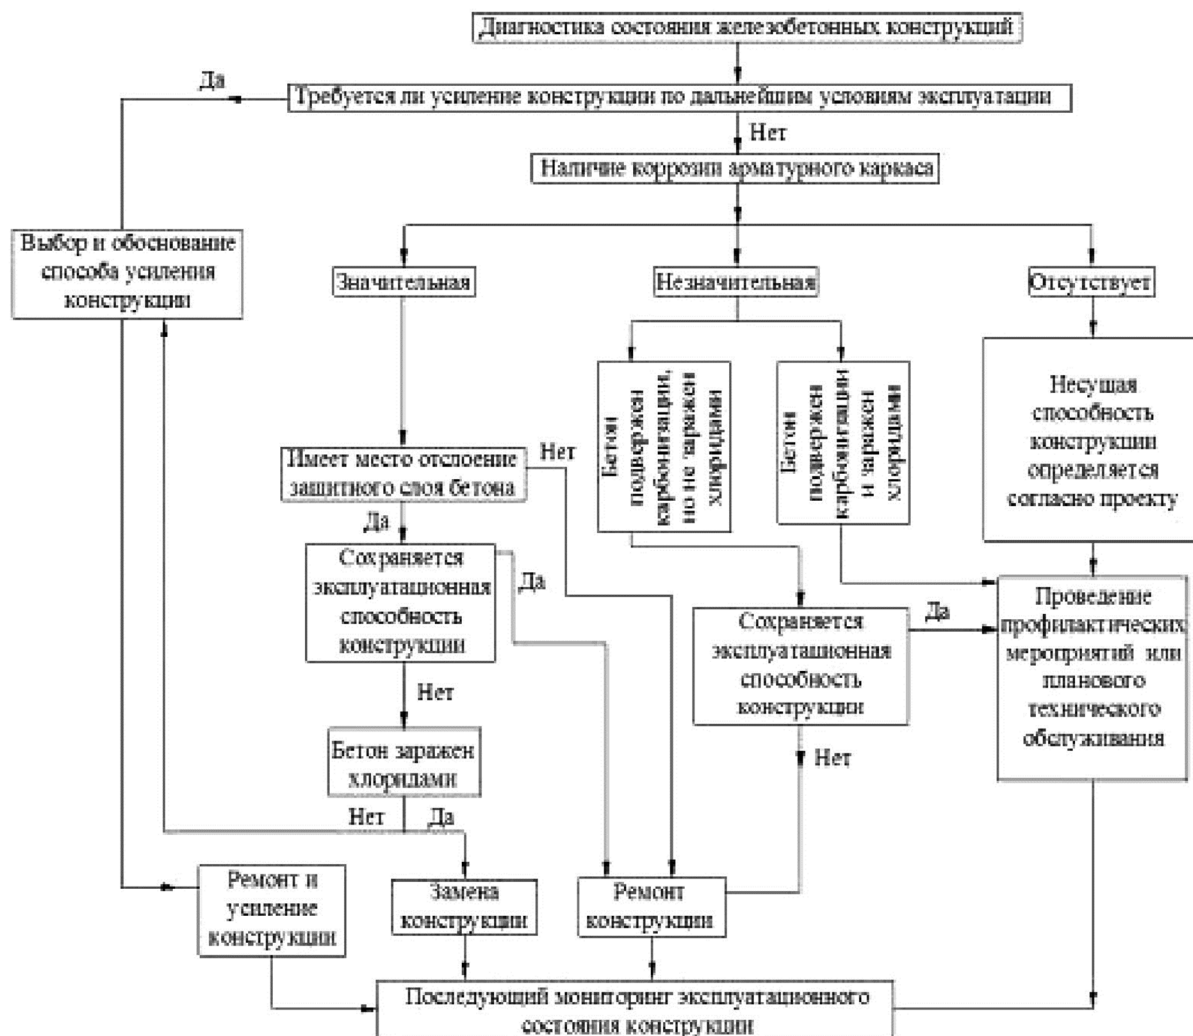 Диагностика состояния железобетонных конструкций
Да
Требуется ли усиление конструкции по дальнейшим условиям эксплуатации
Нет
Наличие коррозии арматурного каркаса
Выбор и обоснование
способа усиления
конструкции
Значительная
Незначительная
Отсутствует
Бетон
подвержен
карбонизации,
но не заражен
хлоридами
Бетон
подвержен
карбонизации
и заражен
хлоридами
Несущая
способность
конструкции
определяется
согласно проекту
Имеет место отслоение
защитного слоя бетона
Нет
Да
Сохраняется
эксплуатационная
способность
конструкции
Да
Нет
Сохраняется
эксплуатационная
способность
конструкции
Да
Нет
Проведение
профилактических
мероприятий или
планового
технического
обслуживания
Бетон заражен
хлоридами
Нет
Да
Ремонт и
усиление
конструкции
Замена
конструкции
Ремонт
конструкции
Последующий мониторинг эксплуатационного
состояния конструкции